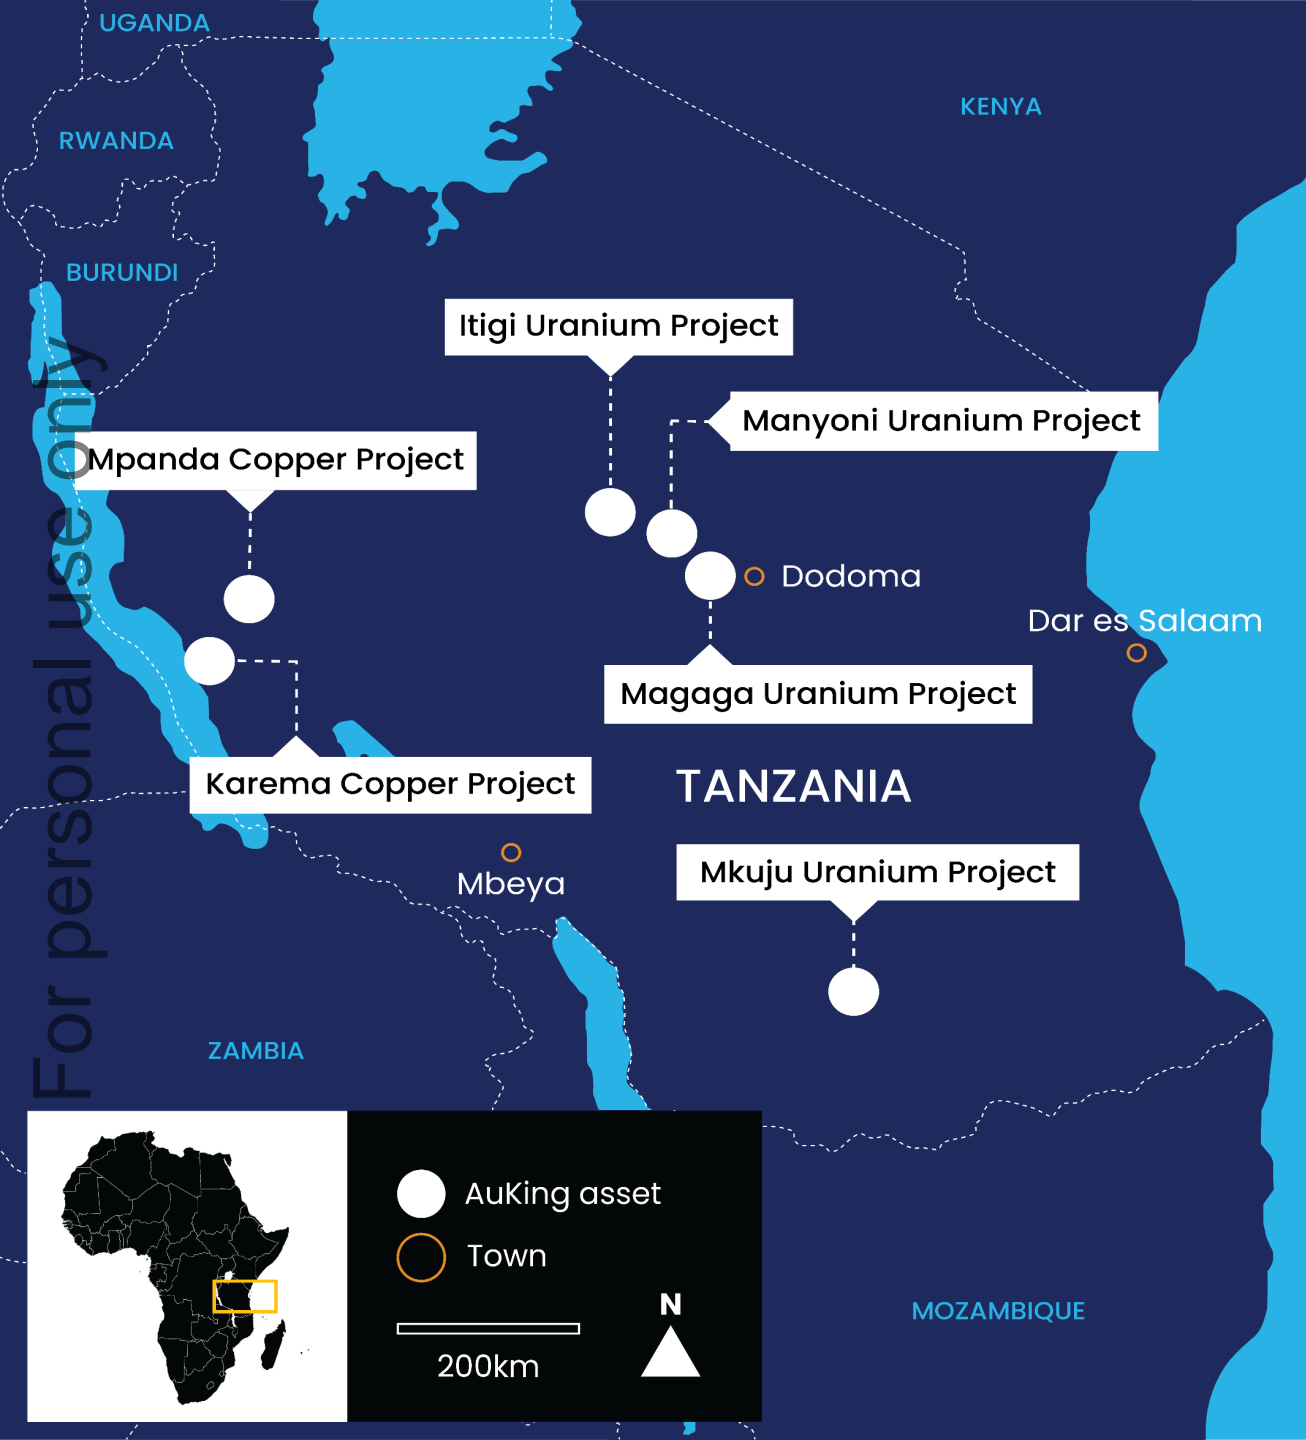 UGANDA
KENYA
RWANDA
BURUNDI
Itigi Uranium Project
Manyoni Uranium Project
Mpanda Copper Project
Dodoma
Dar es Salaam
Magaga Uranium Project
Karema Copper Project
TANZANIA
Mbeya
Mkuju Uranium Project
For personal use only
ZAMBIA
AuKing asset
Town
N
200km
MOZAMBIQUE